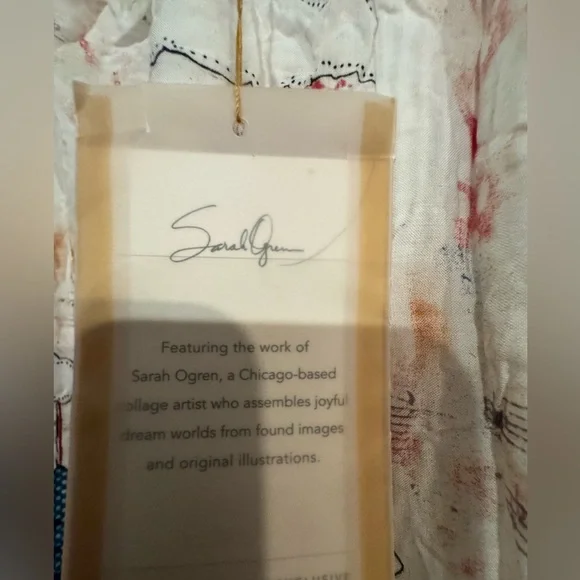 Sarah Ogren
Featuring the work of
Sarah Ogren, a Chicago-based
collage artist who assembles joyful
dream worlds from found images
and original illustrations.